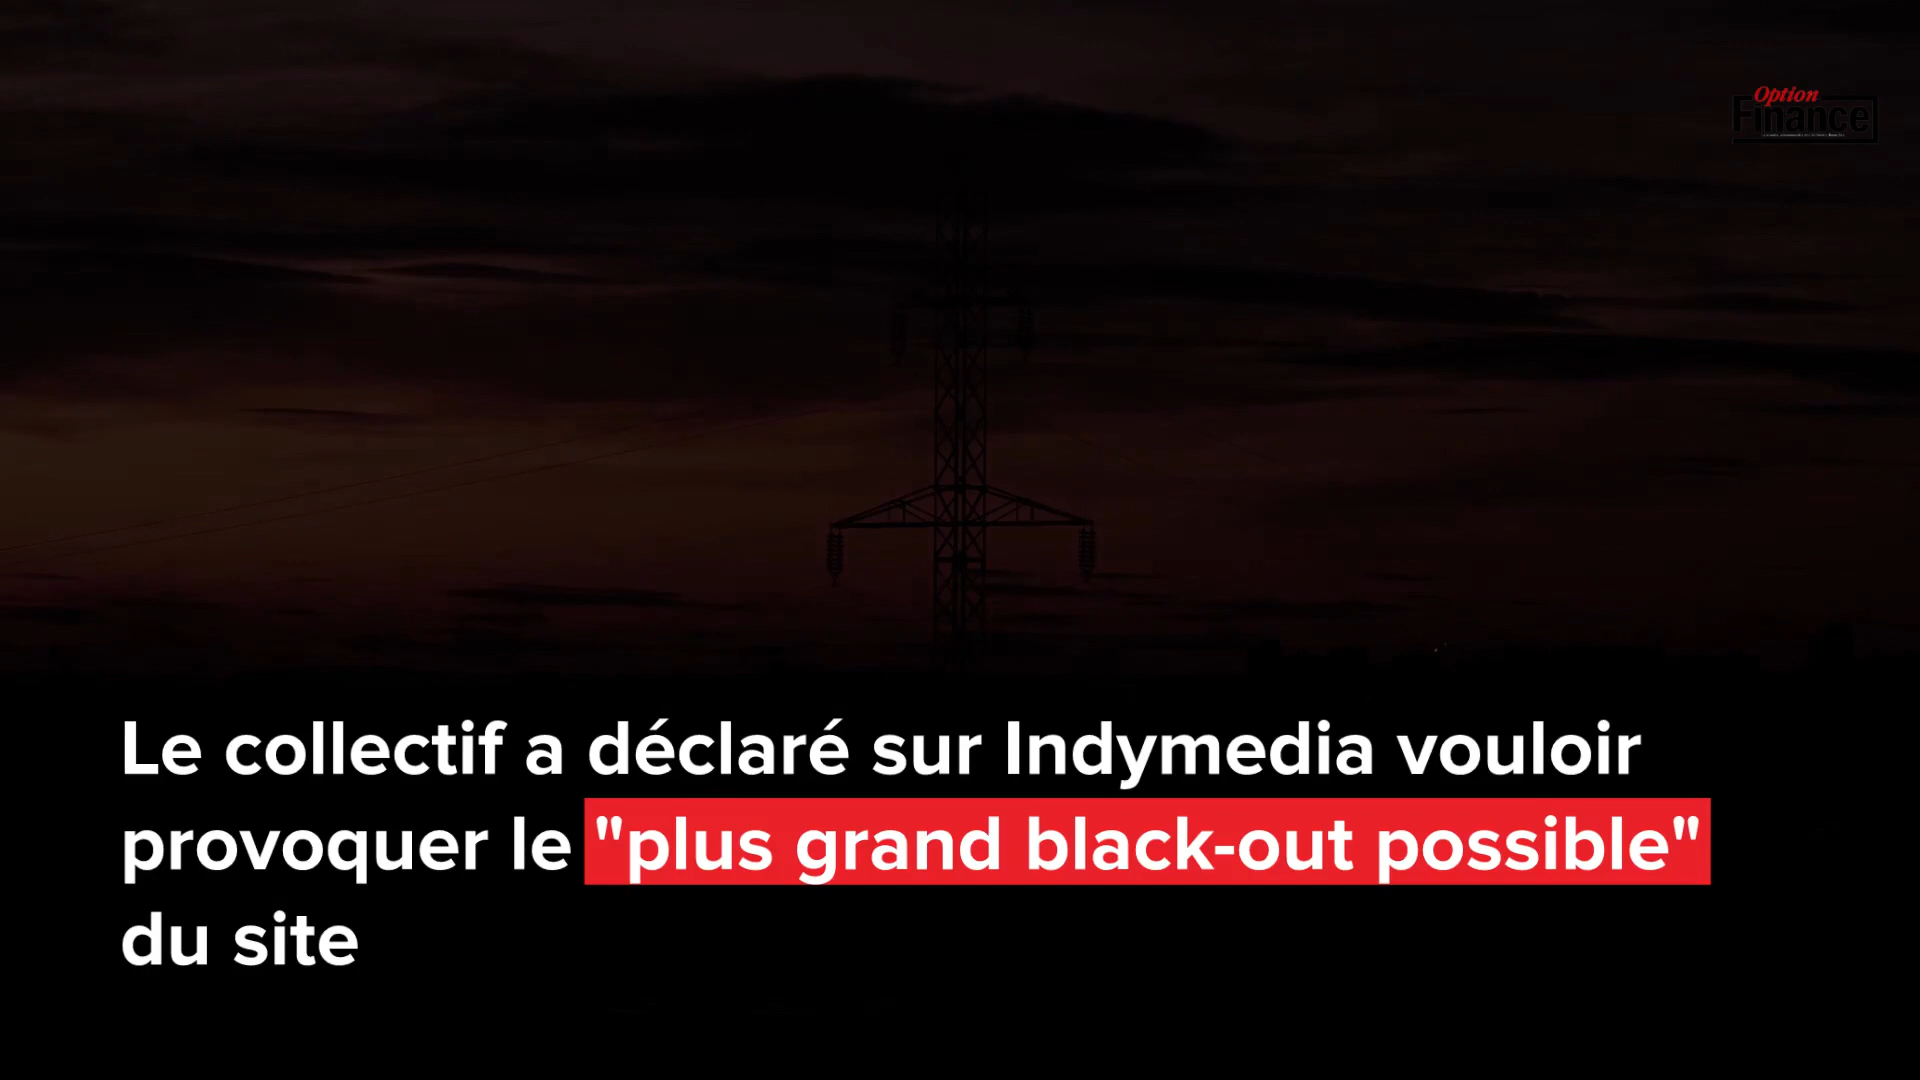 Option
Finance
Le collectif a déclaré sur Indymedia vouloir
provoquer le "plus grand black-out possible"
du site